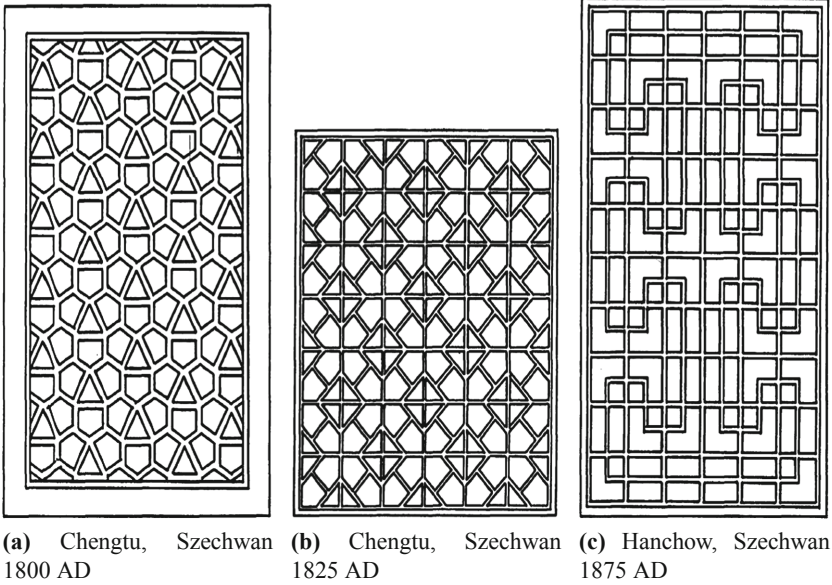 (a) Chengtu, Szechwan
1800 AD
(b) Chengtu, Szechwan
1825 AD
(c) Hanchow, Szechwan
1875 AD